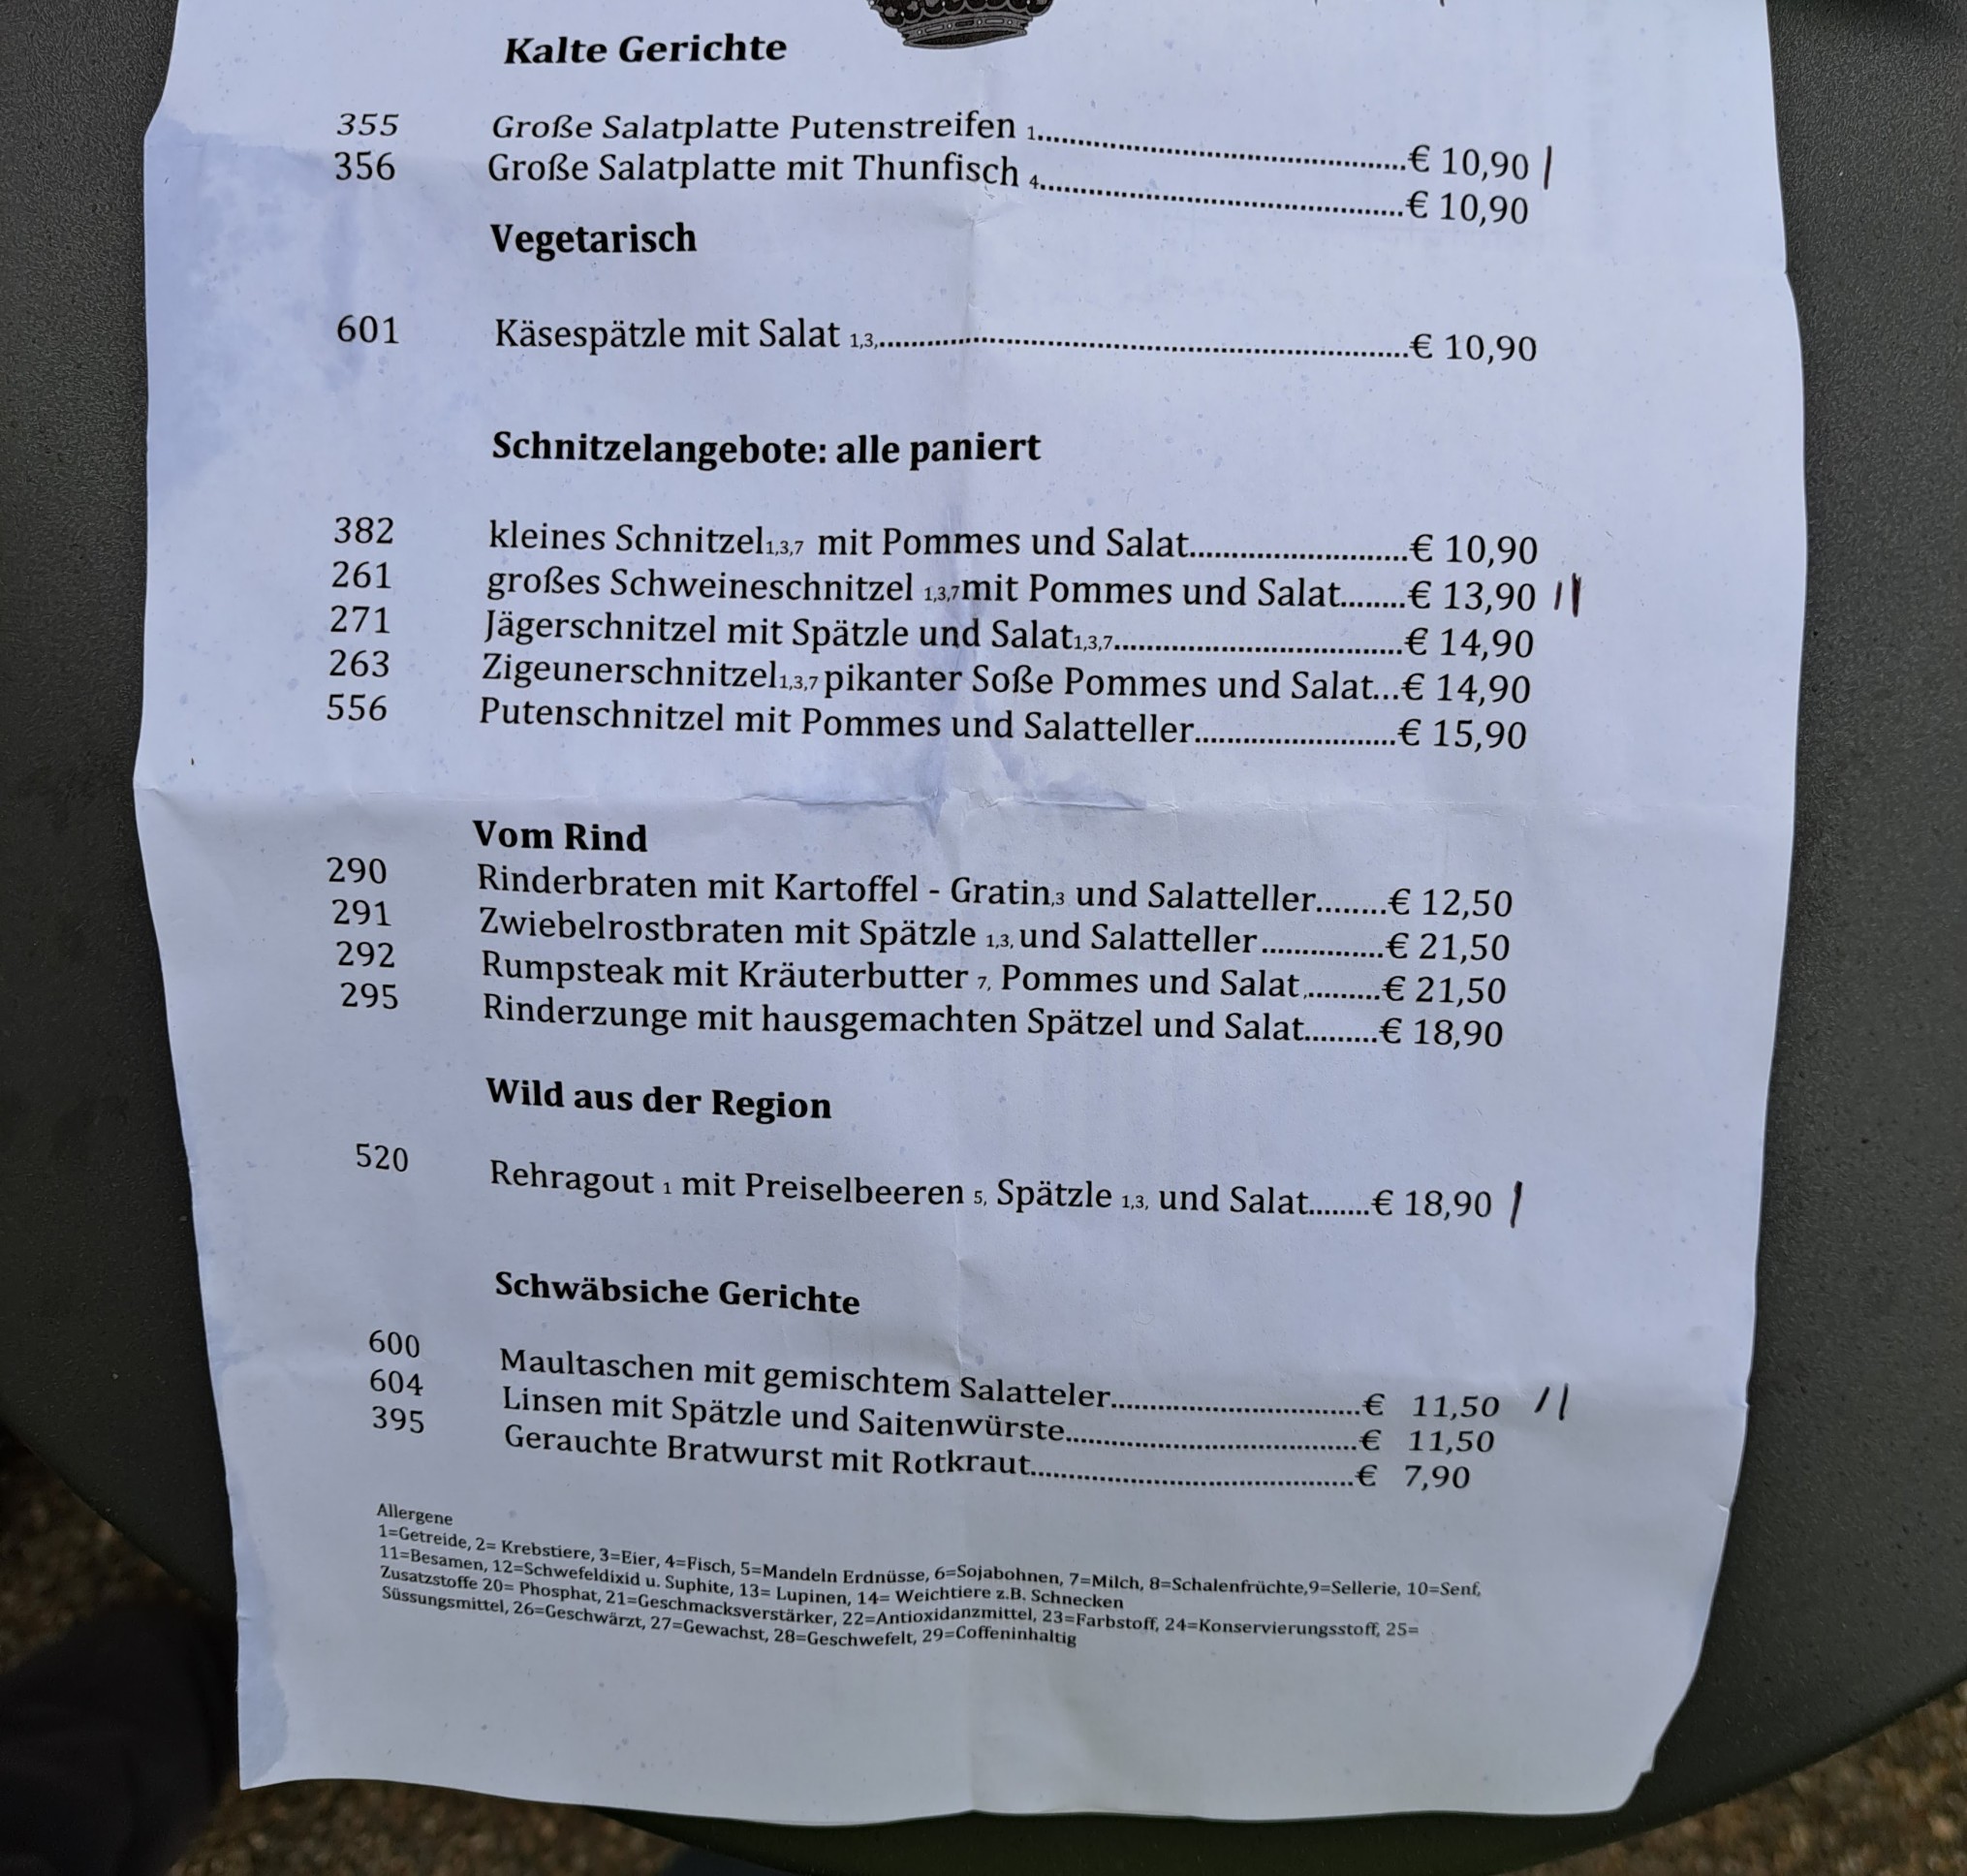 Kalte Gerichte
355 Große Salatplatte Putenstreifen 1..........€ 10,90 |
356 Große Salatplatte mit Thunfisch 4..........€ 10,90
Vegetarisch
601 Käsespätzle mit Salat 1,3,..........€ 10,90
Schnitzelangebote: alle paniert
382 kleines Schnitzel1,3,7 mit Pommes und Salat..........€ 10,90
261 großes Schweineschnitzel 1,3,7mit Pommes und Salat........€ 13,90 ||
271 Jägerschnitzel mit Spätzle und Salat1,3,7..........€ 14,90
263 Zigeunerschnitzel1,3,7 pikanter Soße Pommes und Salat...€ 14,90
556 Putenschnitzel mit Pommes und Salatteller..........€ 15,90
Vom Rind
290 Rinderbraten mit Kartoffel - Gratin,3 und Salatteller........€ 12,50
291 Zwiebelrostbraten mit Spätzle 1,3, und Salatteller..........€ 21,50
292 Rumpsteak mit Kräuterbutter 7, Pommes und Salat,.........€ 21,50
295 Rinderzunge mit hausgemachten Spätzel und Salat.........€ 18,90
Wild aus der Region
520 Rehragout 1 mit Preiselbeeren 5, Spätzle 1,3, und Salat........€ 18,90 |
Schwäbsiche Gerichte
600 Maultaschen mit gemischtem Salatteler..........€ 11,50 ||
604 Linsen mit Spätzle und Saitenwürste..........€ 11,50
395 Gerauchte Bratwurst mit Rotkraut..........€ 7,90
Allergene
1=Getreide, 2= Krebstiere, 3=Eier, 4=Fisch, 5=Mandeln Erdnüsse, 6=Sojabohnen, 7=Milch, 8=Schalenfrüchte,9=Sellerie, 10=Senf,
11=Besamen, 12=Schwefeldixid u. Suphite, 13= Lupinen, 14= Weichtiere z.B. Schnecken
Zusatzstoffe 20= Phosphat, 21=Geschmacksverstärker, 22=Antioxidanzmittel, 23=Farbstoff, 24=Konservierungsstoff, 25=
Süssungsmittel, 26=Geschwärzt, 27=Gewachst, 28=Geschwefelt, 29=Coffeninhaltig